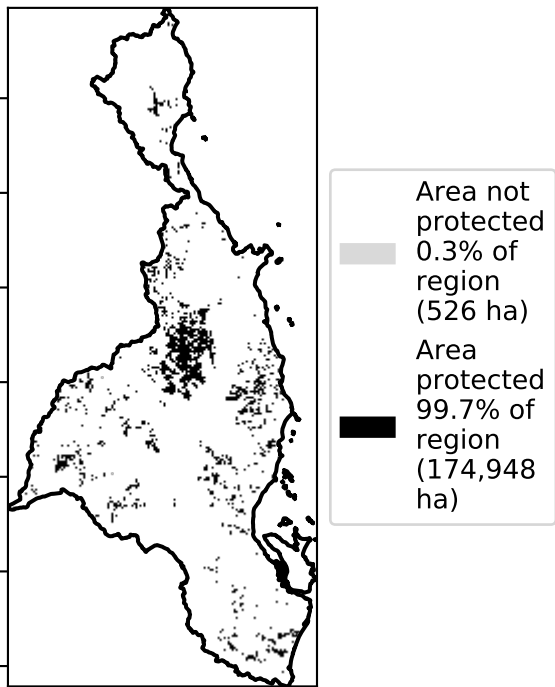 Area not
protected
0.3% of
region
(526 ha)
Area
protected
99.7% of
region
(174,948
ha)